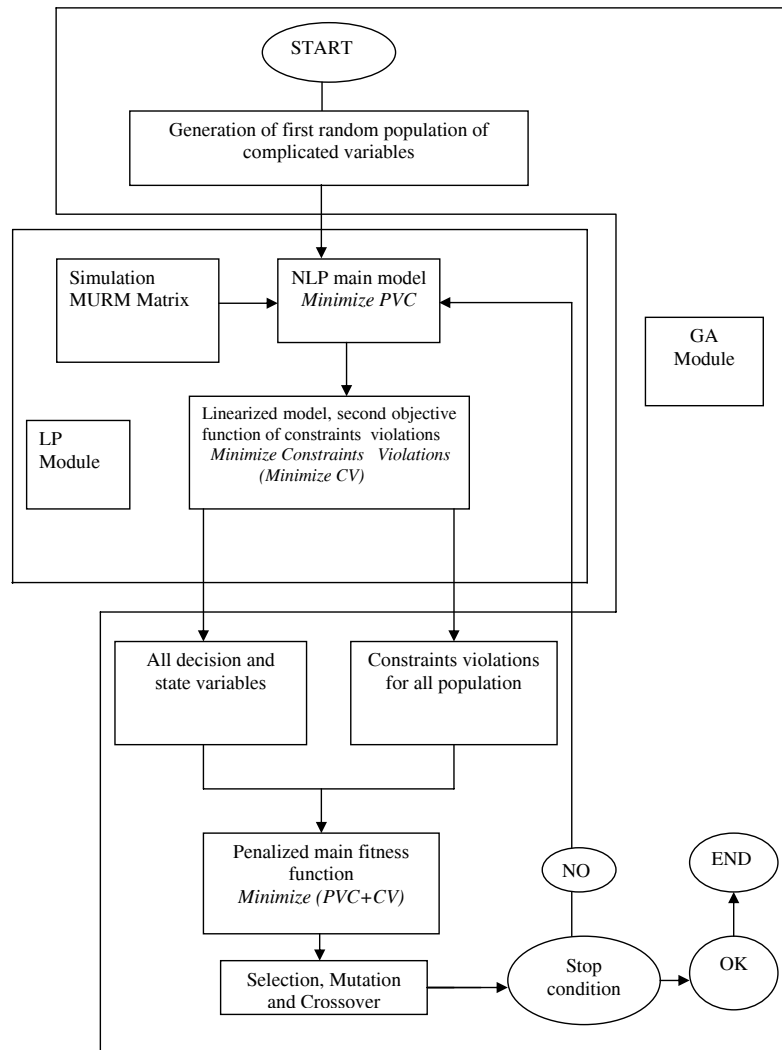 START
Generation of first random population of
complicated variables
Simulation
MURM Matrix
NLP main model
Minimize PVC
GA
Module
LP
Module
Linearized model, second objective
function of constraints violations
Minimize Constraints Violations
(Minimize CV)
All decision and
state variables
Constraints violations
for all population
Penalized main fitness
function
Minimize (PVC+CV)
NO
END
Selection, Mutation
and Crossover
Stop
condition
OK